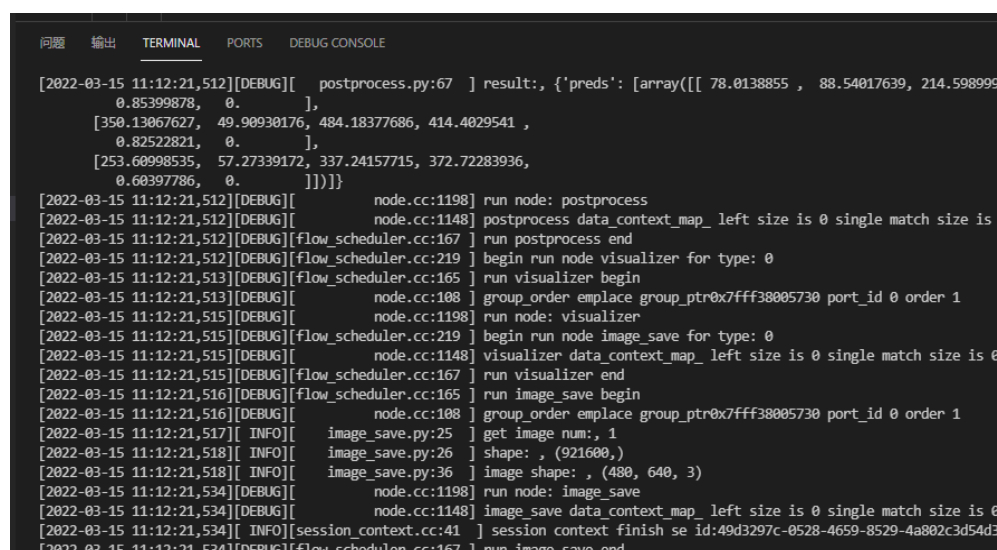 问题 输出 TERMINAL PORTS DEBUG CONSOLE
[2022-03-15 11:12:21,512][DEBUG][ postprocess.py:67 ] result:, {'preds': [array([[ 78.0138855 , 88.54017639, 214.598999
0.85399878, 0. ],
[350.13067627, 49.90930176, 484.18377686, 414.4029541 ,
0.82522821, 0. ],
[253.60998535, 57.27339172, 337.24157715, 372.72283936,
0.60397786, 0. ]])]}
[2022-03-15 11:12:21,512][DEBUG][ node.cc:1198] run node: postprocess
[2022-03-15 11:12:21,512][DEBUG][ node.cc:1148] postprocess data_context_map_ left size is 0 single match size is
[2022-03-15 11:12:21,512][DEBUG][flow_scheduler.cc:167 ] run postprocess end
[2022-03-15 11:12:21,512][DEBUG][flow_scheduler.cc:219 ] begin run node visualizer for type: 0
[2022-03-15 11:12:21,513][DEBUG][flow_scheduler.cc:165 ] run visualizer begin
[2022-03-15 11:12:21,513][DEBUG][ node.cc:108 ] group_order emplace group_ptr0x7fff38005730 port_id 0 order 1
[2022-03-15 11:12:21,515][DEBUG][ node.cc:1198] run node: visualizer
[2022-03-15 11:12:21,515][DEBUG][flow_scheduler.cc:219 ] begin run node image_save for type: 0
[2022-03-15 11:12:21,515][DEBUG][ node.cc:1148] visualizer data_context_map_ left size is 0 single match size is 0
[2022-03-15 11:12:21,515][DEBUG][flow_scheduler.cc:167 ] run visualizer end
[2022-03-15 11:12:21,516][DEBUG][flow_scheduler.cc:165 ] run image_save begin
[2022-03-15 11:12:21,516][DEBUG][ node.cc:108 ] group_order emplace group_ptr0x7fff38005730 port_id 0 order 1
[2022-03-15 11:12:21,517][ INFO][ image_save.py:25 ] get image num:, 1
[2022-03-15 11:12:21,518][ INFO][ image_save.py:26 ] shape: , (921600,)
[2022-03-15 11:12:21,518][ INFO][ image_save.py:36 ] image shape: , (480, 640, 3)
[2022-03-15 11:12:21,534][DEBUG][ node.cc:1198] run node: image_save
[2022-03-15 11:12:21,534][DEBUG][ node.cc:1148] image_save data_context_map_ left size is 0 single match size is 0
[2022-03-15 11:12:21,534][ INFO][session_context.cc:41 ] session context finish se id:49d3297c-0528-4659-8529-4a802c3d54d3
[2022-03-15 11:12:21,534][DEBUG][flow_scheduler.cc:167 ] run image_save end